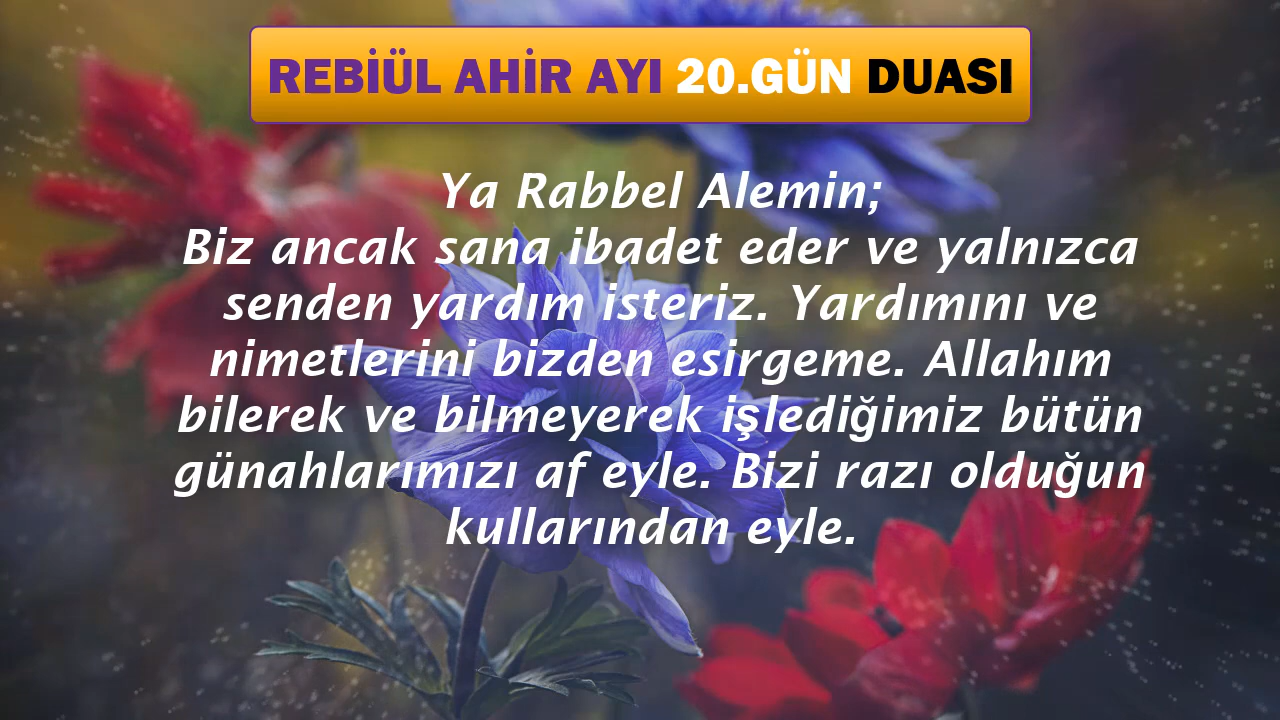 REBİÜL AHİR AYI 20.GÜN DUASI
Ya Rabbel Alemin;
Biz ancak sana ibadet eder ve yalnızca
senden yardım isteriz. Yardımını ve
nimetlerini bizden esirgeme. Allahım
bilerek ve bilmeyerek işlediğimiz bütün
günahlarımızı af eyle. Bizi razı olduğun
kullarından eyle.